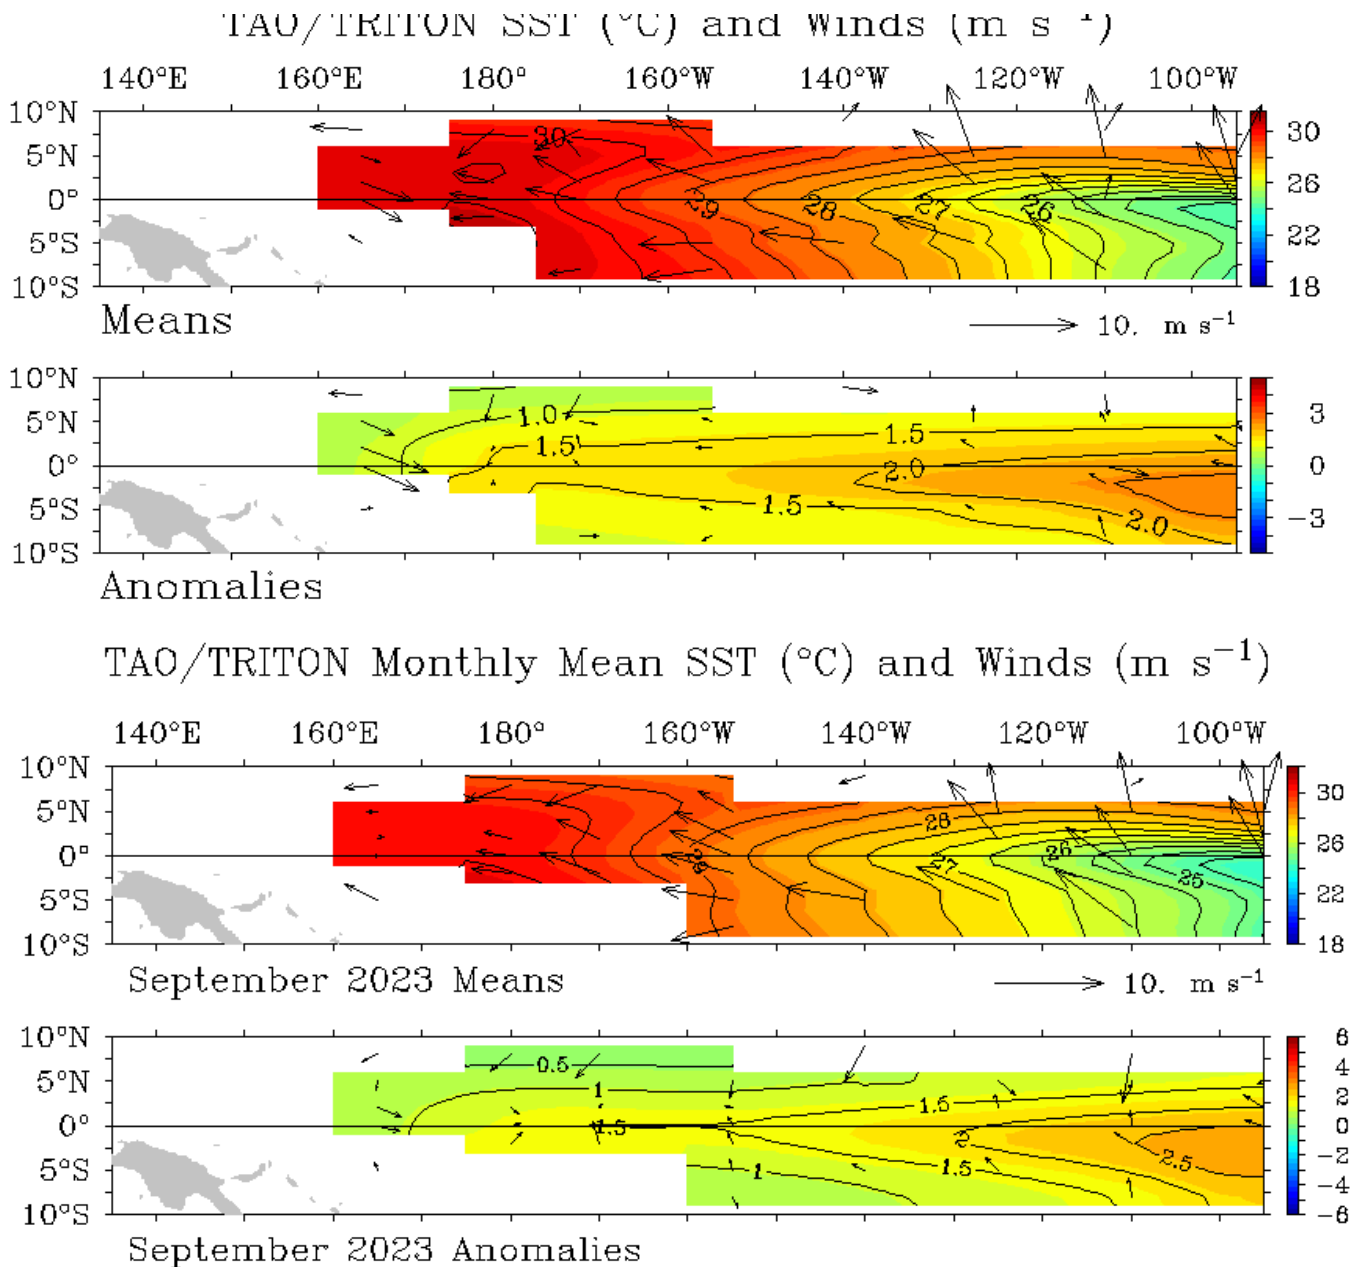 TAO/TRITON SST (°C) and Winds (m s⁻¹)
140°E 160°E 180° 160°W 140°W 120°W 100°W
10°N
5°N
0°
5°S
10°S
30 29 28 27 26
30
26
22
18
Means
10. m s⁻¹
10°N
5°N
0°
5°S
10°S
1.0 1.5 1.5 2.0 1.5 2.0
3
0
−3
Anomalies
TAO/TRITON Monthly Mean SST (°C) and Winds (m s⁻¹)
140°E 160°E 180° 160°W 140°W 120°W 100°W
10°N
5°N
0°
5°S
10°S
28 27 26 25
30
26
22
18
September 2023 Means
10. m s⁻¹
10°N
5°N
0°
5°S
10°S
0.5 1 1.5 1.5 2 1.5 1 2.5
6
4
2
0
−2
−4
−6
September 2023 Anomalies